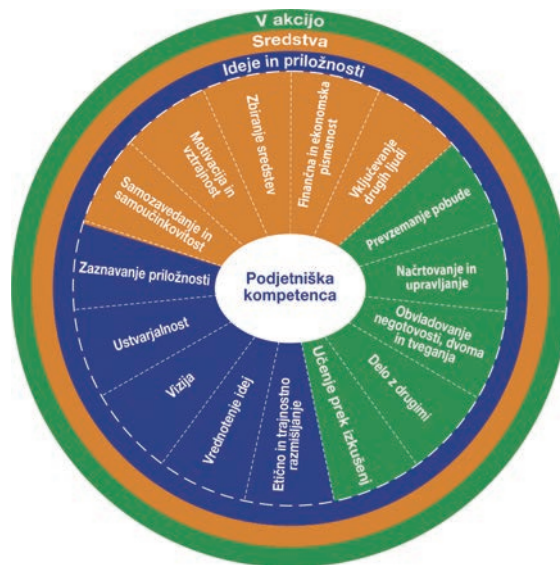 V akcijo
Sredstva
Ideje in priložnosti
Samozavedanje in
samoučinkovitost
Motivacija in
vztrajnost
Zbiranje sredstev
Finančna in ekonomska
pismenost
Vključevanje
drugih ljudi
Prevzemanje pobude
Načrtovanje in
upravljanje
Obvladovanje
negotovosti, dvoma
in tveganja
Delo z drugimi
Učenje prek izkušenj
Etično in trajnostno
razmišljanje
Vrednotenje idej
Vizija
Ustvarjalnost
Zaznavanje priložnosti
Podjetniška
kompetenca